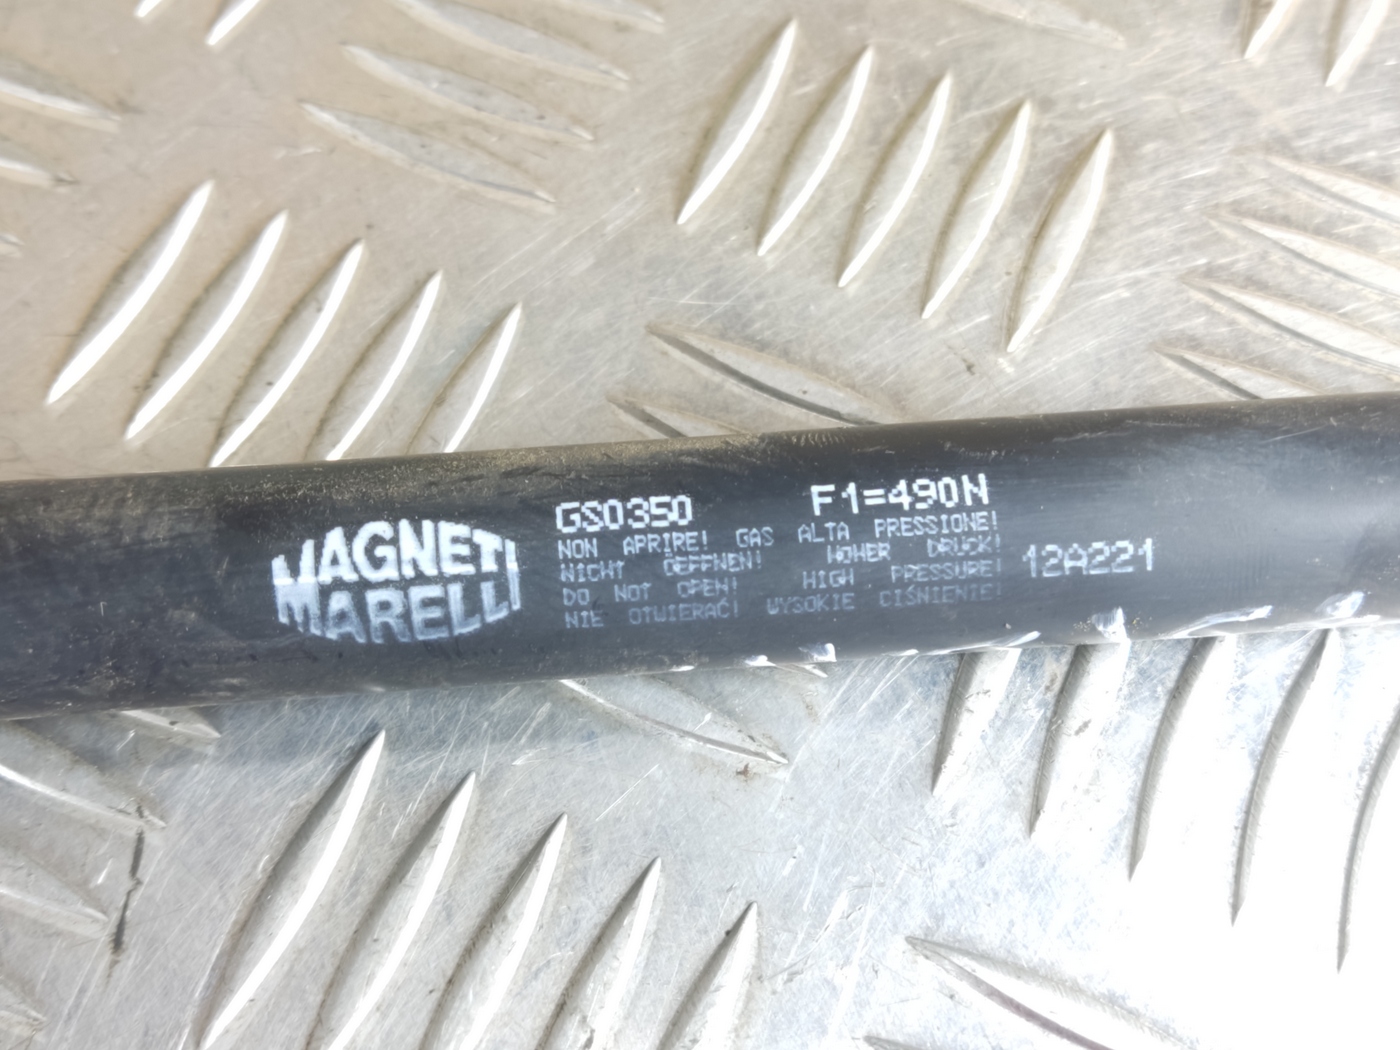 MAGNETI
MARELLI
GS0350 F1=490N
NON APRIRE! GAS ALTA PRESSIONE!
NICHT ÖFFNEN! HOHER DRUCK!
DO NOT OPEN! HIGH PRESSURE!
NIE OTWIERAĆ! WYSOKIE CIŚNIENIE!
12A221